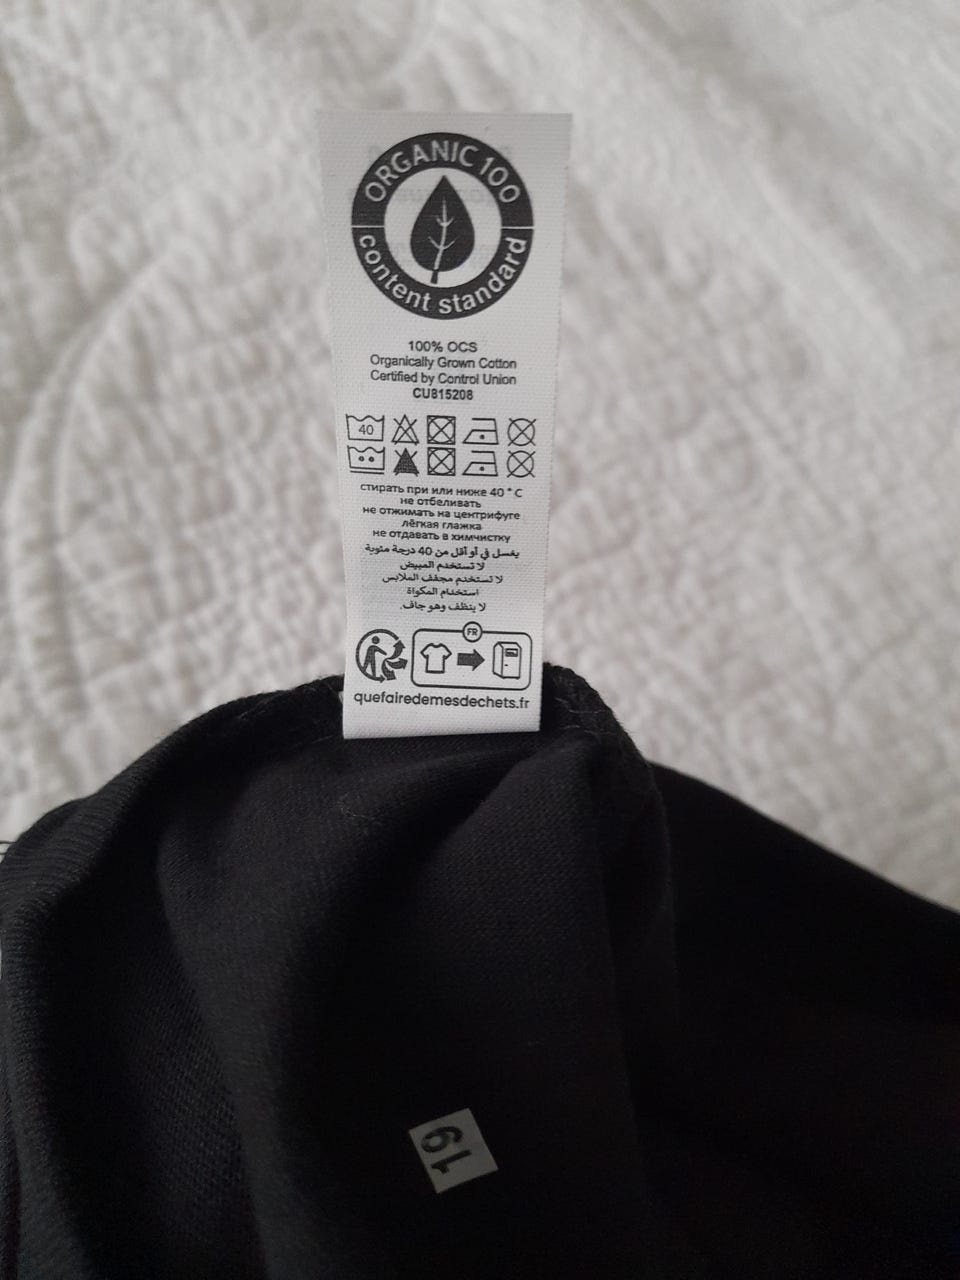 ORGANIC 100
content standard
100% OCS
Organically Grown Cotton
Certified by Control Union
CU815208
40
стирать при или ниже 40 ° C
не отбеливать
не отжимать на центрифуге
лёгкая глажка
не отдавать в химчистку
يغسل في أو أقل من 40 درجة مئوية
لا تستخدم المبيض
لا تستخدم مجفف الملابس
استخدام المكواة
لا ينظف وهو جاف.
FR
quefairedemesdechets.fr
19